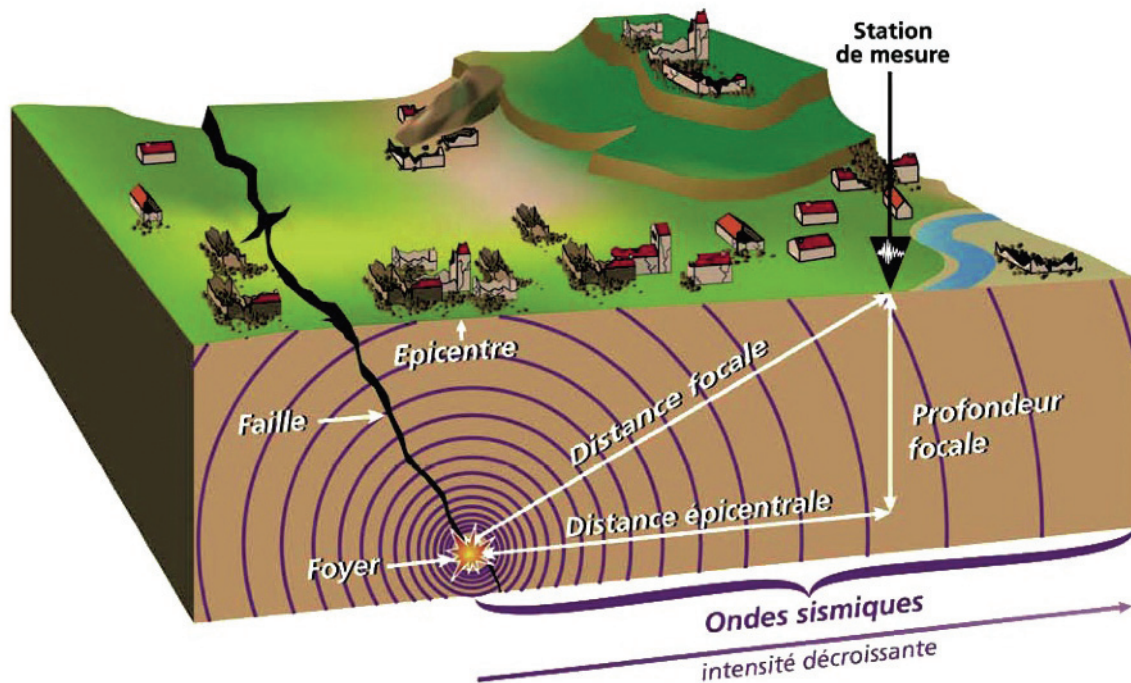 Station
de mesure
Epicentre
Faille
Distance focale
Profondeur
focale
Distance épicentrale
Foyer
Ondes sismiques
intensité décroissante